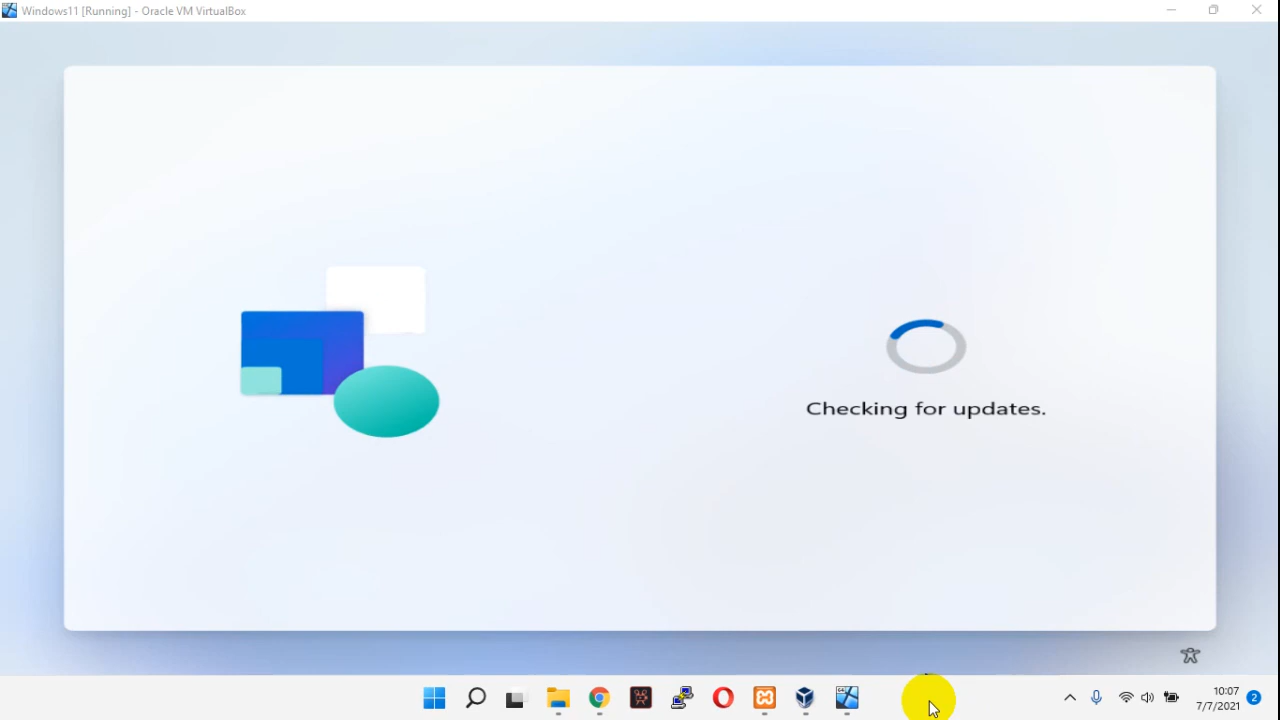 Windows11 [Running] - Oracle VM VirtualBox
Checking for updates.
10:07
7/7/2021
2